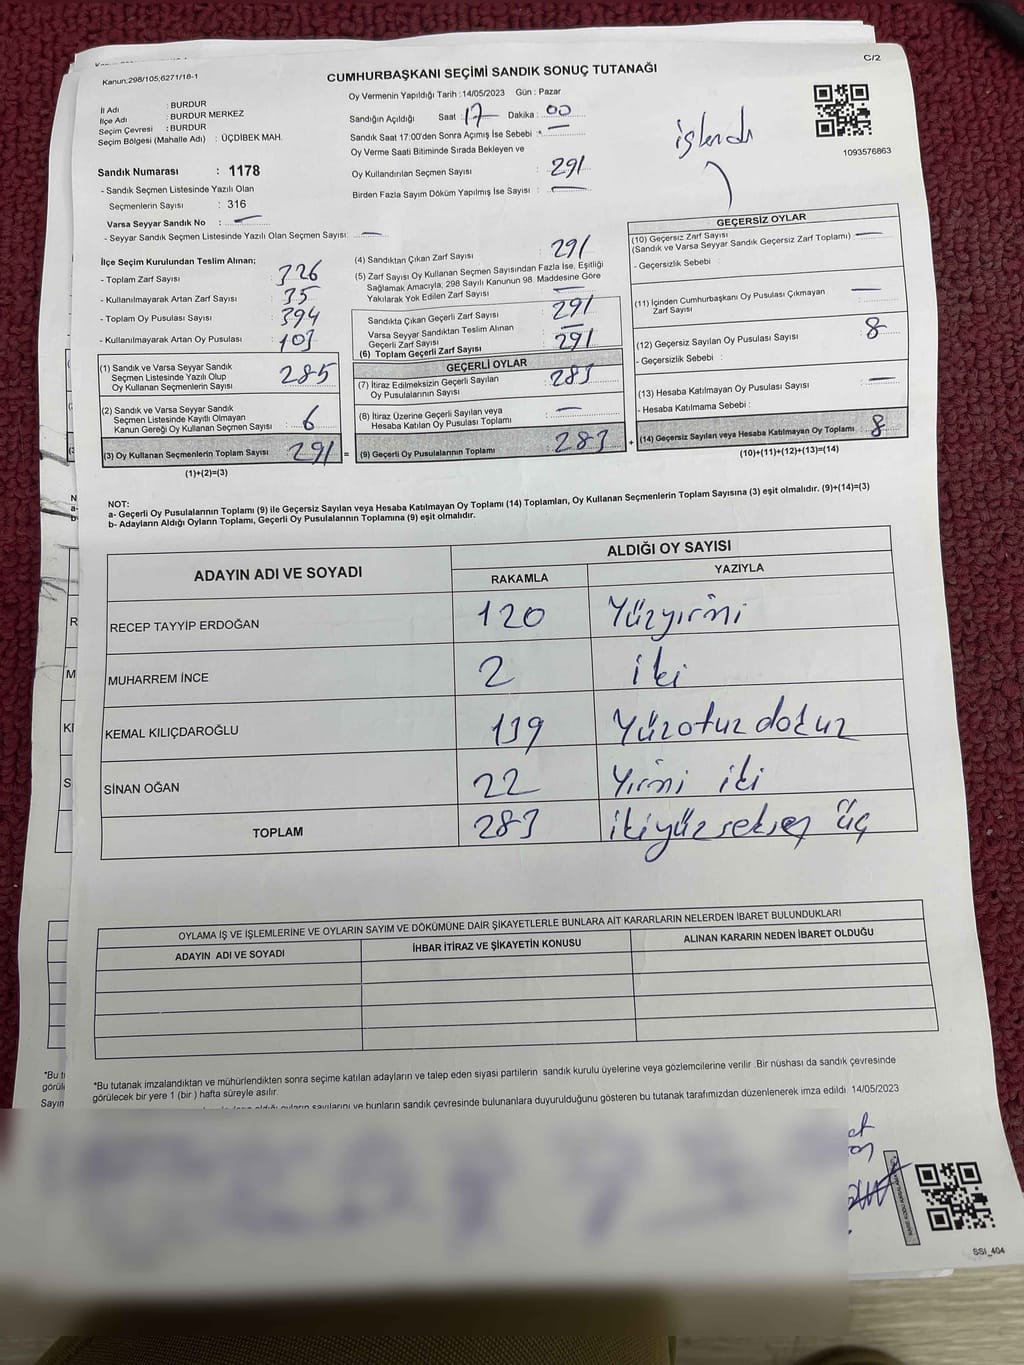 Kanun:298/105,6271/18-1
CUMHURBAŞKANI SEÇİMİ SANDIK SONUÇ TUTANAĞI
C/2
İl Adı : BURDUR
İlçe Adı : BURDUR MERKEZ
Seçim Çevresi : BURDUR
Seçim Bölgesi (Mahalle Adı) : ÜÇDİBEK MAH.
Oy Vermenin Yapıldığı Tarih : 14/05/2023 Gün : Pazar
Sandığın Açıldığı Saat : 17 Dakika : 00
Sandık Saat 17:00'den Sonra Açımış İse Sebebi : * —
Oy Verme Saati Bitiminde Sırada Bekleyen ve
Oy Kullandırılan Seçmen Sayısı : 291
Birden Fazla Sayım Döküm Yapılmış İse Sayısı : —
işlendi
1093576863
Sandık Numarası : 1178
- Sandık Seçmen Listesinde Yazılı Olan
Seçmenlerin Sayısı : 316
Varsa Seyyar Sandık No : —
- Seyyar Sandık Seçmen Listesinde Yazılı Olan Seçmen Sayısı: —
İlçe Seçim Kurulundan Teslim Alınan;
- Toplam Zarf Sayısı : 326
- Kullanılmayarak Artan Zarf Sayısı : 35
- Toplam Oy Pusulası Sayısı : 394
- Kullanılmayarak Artan Oy Pusulası : 103
(1) Sandık ve Varsa Seyyar Sandık
Seçmen Listesinde Yazılı Olup
Oy Kullanan Seçmenlerin Sayısı : 285
(2) Sandık ve Varsa Seyyar Sandık
Seçmen Listesinde Kayıtlı Olmayan
Kanun Gereği Oy Kullanan Seçmen Sayısı : 6
(3) Oy Kullanan Seçmenlerin Toplam Sayısı : 291 =
(1)+(2)=(3)
(4) Sandıktan Çıkan Zarf Sayısı : 291
(5) Zarf Sayısı Oy Kullanan Seçmen Sayısından Fazla İse, Eşitliği
Sağlamak Amacıyla; 298 Sayılı Kanunun 98. Maddesine Göre
Yakılarak Yok Edilen Zarf Sayısı : —
Sandıkta Çıkan Geçerli Zarf Sayısı : 291
Varsa Seyyar Sandıktan Teslim Alınan
Geçerli Zarf Sayısı : —
(6) Toplam Geçerli Zarf Sayısı : 291
GEÇERLİ OYLAR
(7) İtiraz Edilmeksizin Geçerli Sayılan
Oy Pusulalarının Sayısı : 283
(8) İtiraz Üzerine Geçerli Sayılan veya
Hesaba Katılan Oy Pusulası Toplamı : —
(9) Geçerli Oy Pusulalarının Toplamı : 283 +
GEÇERSİZ OYLAR
(10) Geçersiz Zarf Sayısı : —
(Sandık ve Varsa Seyyar Sandık Geçersiz Zarf Toplamı)
- Geçersizlik Sebebi :
(11) İçinden Cumhurbaşkanı Oy Pusulası Çıkmayan
Zarf Sayısı : —
(12) Geçersiz Sayılan Oy Pusulası Sayısı : 8
- Geçersizlik Sebebi :
(13) Hesaba Katılmayan Oy Pusulası Sayısı : —
- Hesaba Katılmama Sebebi :
(14) Geçersiz Sayılan veya Hesaba Katılmayan Oy Toplamı : 8
(10)+(11)+(12)+(13)=(14)
NOT:
a- Geçerli Oy Pusulalarının Toplamı (9) ile Geçersiz Sayılan veya Hesaba Katılmayan Oy Toplamı (14) Toplamları, Oy Kullanan Seçmenlerin Toplam Sayısına (3) eşit olmalıdır. (9)+(14)=(3)
b- Adayların Aldığı Oyların Toplamı, Geçerli Oy Pusulalarının Toplamına (9) eşit olmalıdır.
ADAYIN ADI VE SOYADI
ALDIĞI OY SAYISI
RAKAMLA YAZIYLA
RECEP TAYYİP ERDOĞAN 120 Yüzyirmi
MUHARREM İNCE 2 iki
KEMAL KILIÇDAROĞLU 139 Yüzotuz dokuz
SİNAN OĞAN 22 Yirmi iki
TOPLAM 283 ikiyüz seksen üç
OYLAMA İŞ VE İŞLEMLERİNE VE OYLARIN SAYIM VE DÖKÜMÜNE DAİR ŞİKAYETLERLE BUNLARA AİT KARARLARIN NELERDEN İBARET BULUNDUKLARI
ADAYIN ADI VE SOYADI İHBAR İTİRAZ VE ŞİKAYETİN KONUSU ALINAN KARARIN NEDEN İBARET OLDUĞU
*Bu tutanak imzalandıktan ve mühürlendikten sonra seçime katılan adayların ve talep eden siyasi partilerin sandık kurulu üyelerine veya gözlemcilerine verilir. Bir nüshası da sandık çevresinde
görülecek bir yere 1 (bir ) hafta süreyle asılır.
oyların sayılarını ve bunların sandık çevresinde bulunanlara duyurulduğunu gösteren bu tutanak tarafımızdan düzenlenerek imza edildi. 14/05/2023
SSI_404